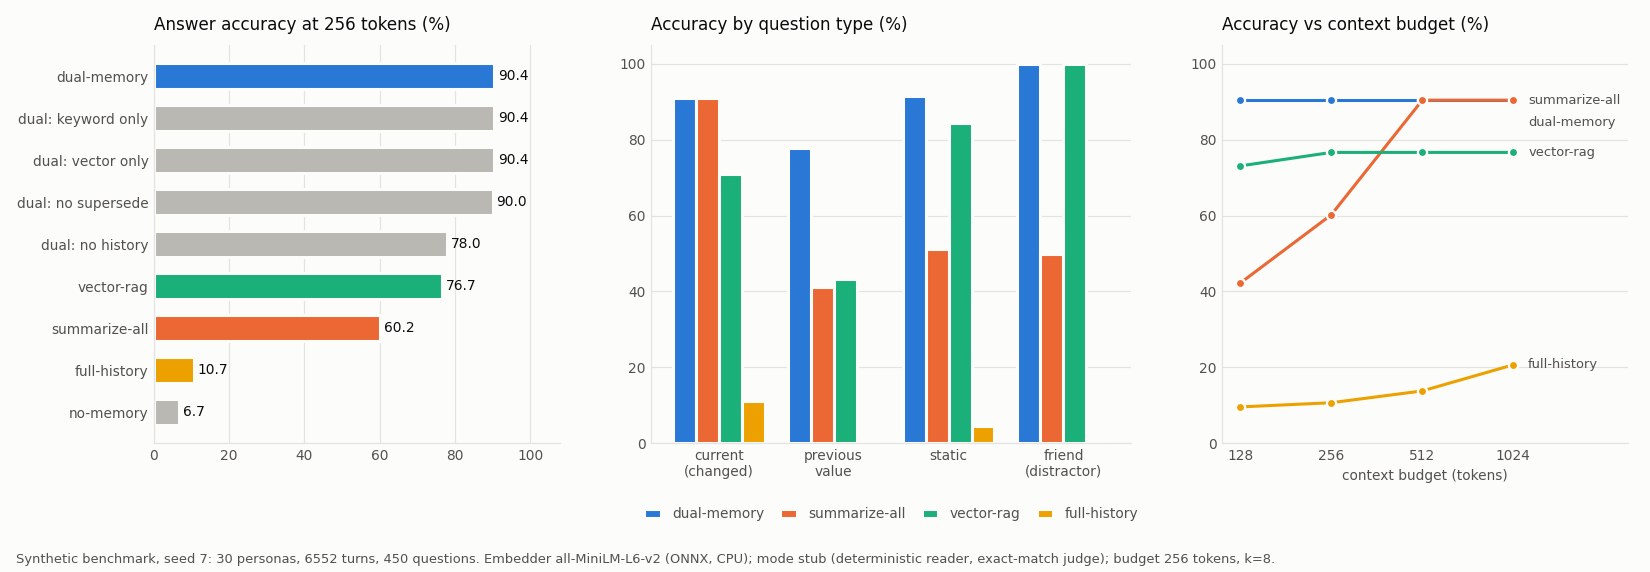 Answer accuracy at 256 tokens (%)
dual-memory 90.4
dual: keyword only 90.4
dual: vector only 90.4
dual: no supersede 90.0
dual: no history 78.0
vector-rag 76.7
summarize-all 60.2
full-history 10.7
no-memory 6.7
0 20 40 60 80 100
Accuracy by question type (%)
100
80
60
40
20
0
current (changed)
previous value
static
friend (distractor)
dual-memory summarize-all vector-rag full-history
Accuracy vs context budget (%)
100
80
60
40
20
0
summarize-all
dual-memory
vector-rag
full-history
128 256 512 1024
context budget (tokens)
Synthetic benchmark, seed 7: 30 personas, 6552 turns, 450 questions. Embedder all-MiniLM-L6-v2 (ONNX, CPU); mode stub (deterministic reader, exact-match judge); budget 256 tokens, k=8.